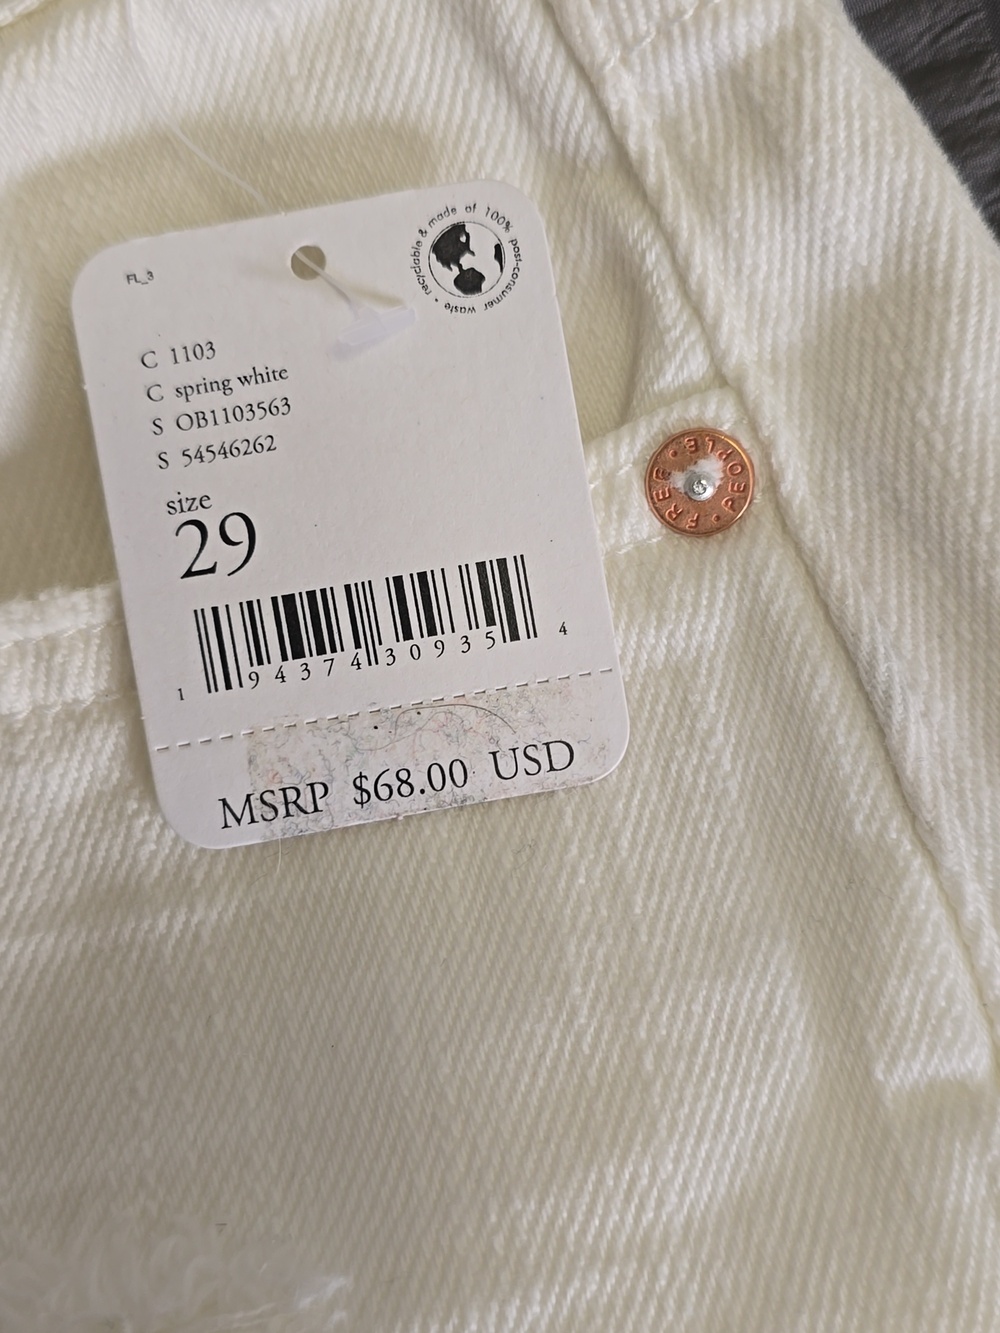 FL_3
recyclable & made of 100% post-consumer waste •
C 1103
C spring white
S OB1103563
S 54546262
size
29
1 94374 30935 4
MSRP $68.00 USD
FREE • PEOPLE •